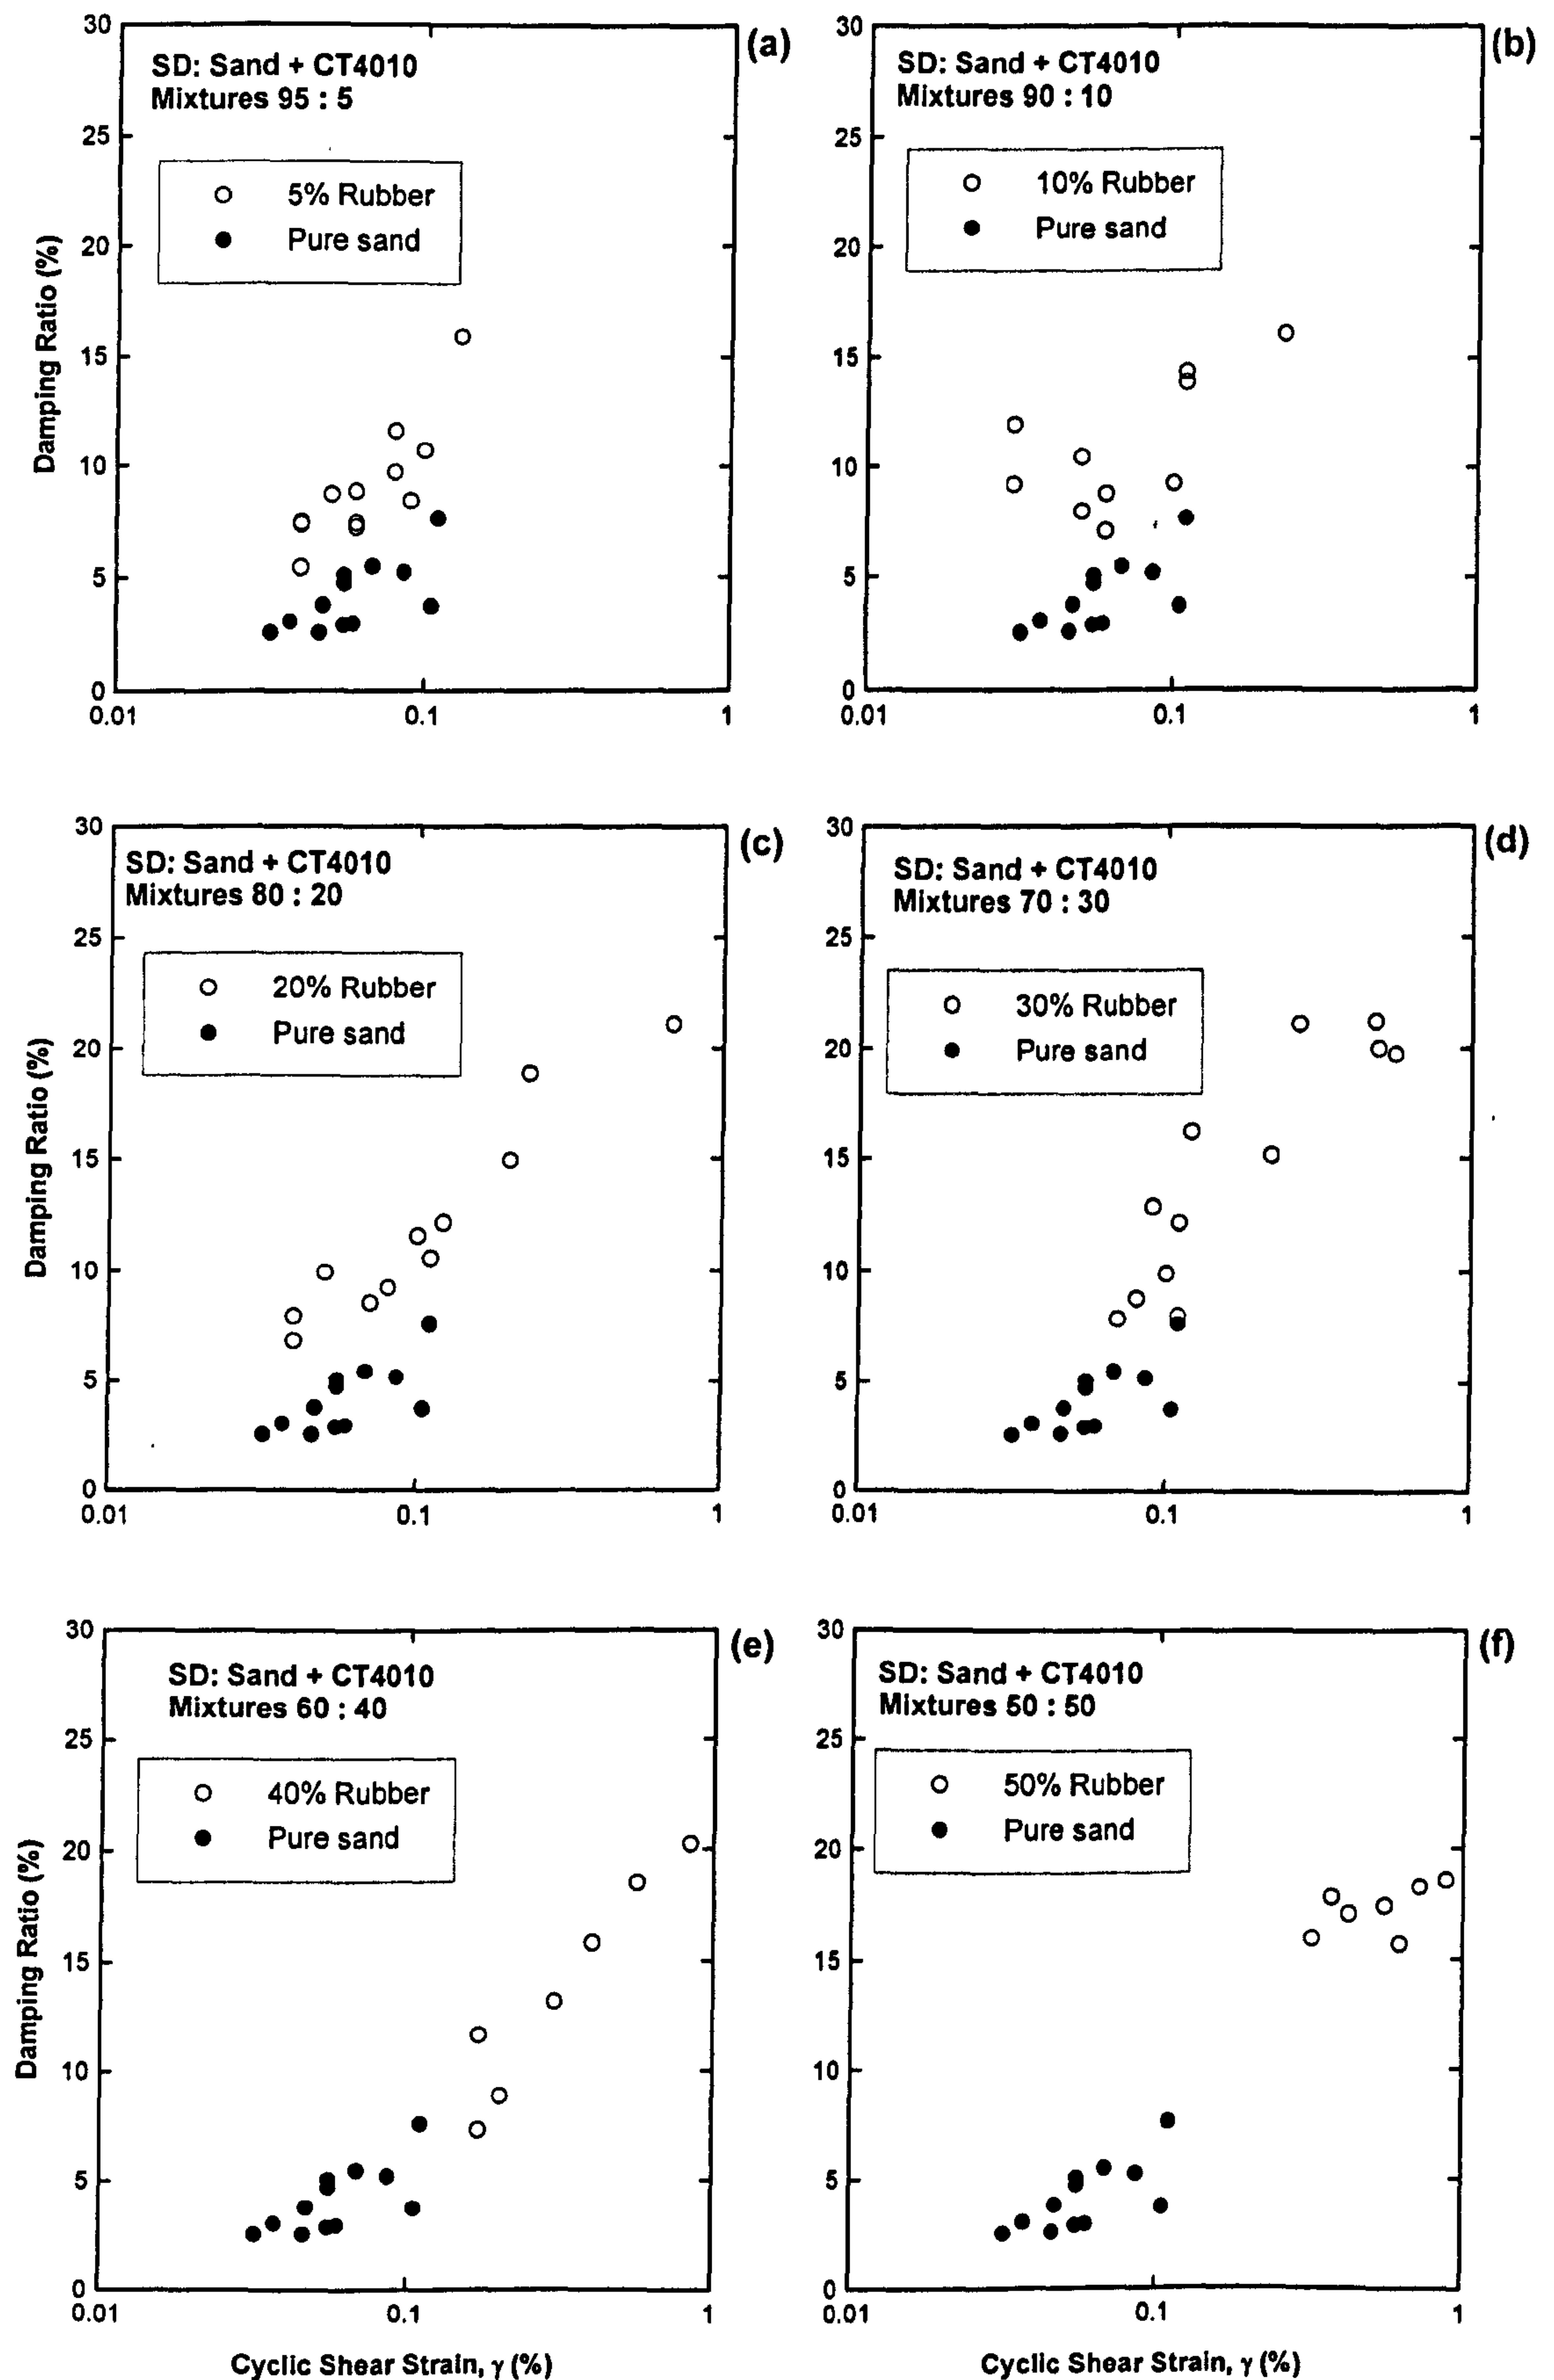 (a)
SD: Sand + CT4010
Mixtures 95 : 5
5% Rubber
Pure sand
Damping Ratio (%)
30
25
20
15
10
5
0
0.01
0.1
1
(b)
SD: Sand + CT4010
Mixtures 90 : 10
10% Rubber
Pure sand
30
25
20
15
10
5
0
0.01
0.1
1
(c)
SD: Sand + CT4010
Mixtures 80 : 20
20% Rubber
Pure sand
Damping Ratio (%)
30
25
20
15
10
5
0
0.01
0.1
1
(d)
SD: Sand + CT4010
Mixtures 70 : 30
30% Rubber
Pure sand
30
25
20
15
10
5
0
0.01
0.1
1
(e)
SD: Sand + CT4010
Mixtures 60 : 40
40% Rubber
Pure sand
Damping Ratio (%)
30
25
20
15
10
5
0
0.01
0.1
1
Cyclic Shear Strain, γ (%)
(f)
SD: Sand + CT4010
Mixtures 50 : 50
50% Rubber
Pure sand
30
25
20
15
10
5
0
0.01
0.1
1
Cyclic Shear Strain, γ (%)